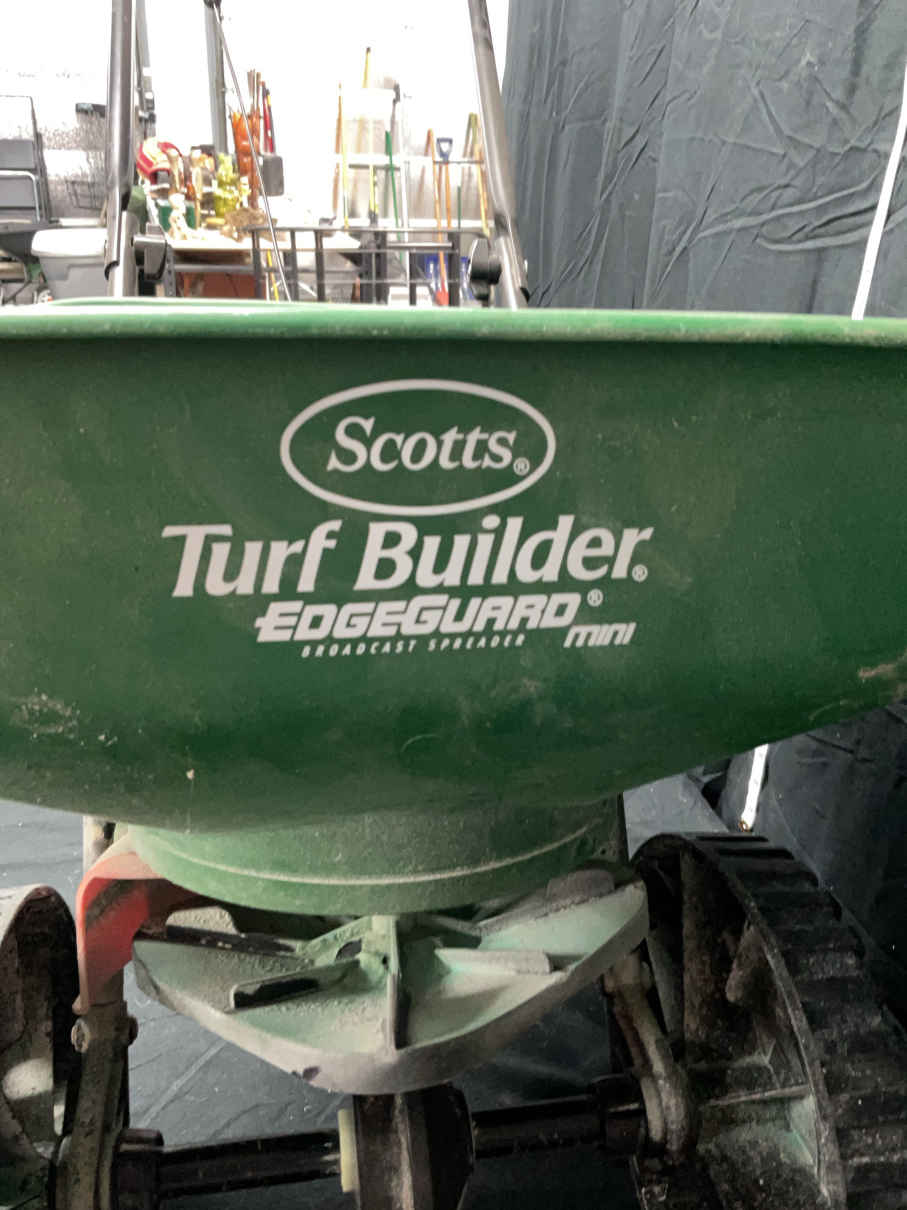 Scotts®
Turf Builder®
EDGEGUARD® mini
BROADCAST SPREADER